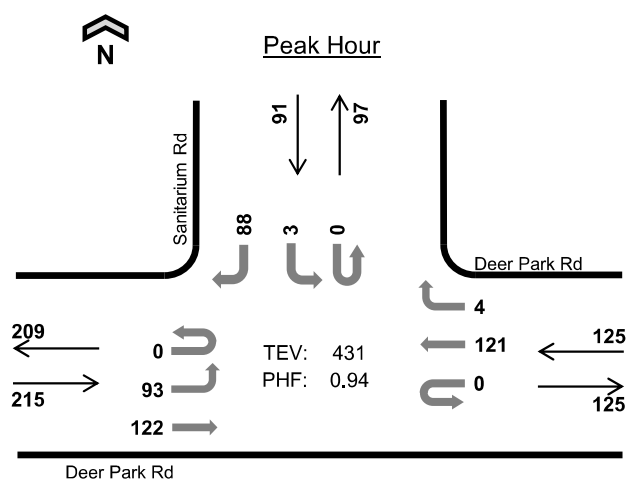 N
Peak Hour
91
97
Sanitarium Rd
88
3
0
Deer Park Rd
4
209
0
TEV: 431
121
125
215
93
PHF: 0.94
0
125
122
Deer Park Rd